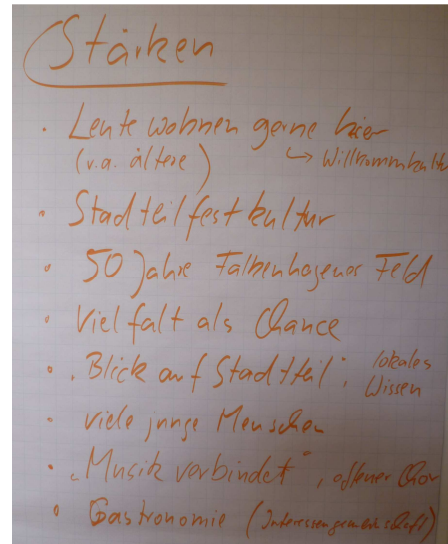 Stärken
• Leute wohnen gerne hier
(v.a. ältere) ↳ Willkommkultu
• Stadtteilfestkultur
• 50 Jahre Falkenhagener Feld
• Vielfalt als Chance
• „Blick auf Stadtteil“, lokales
Wissen
• viele junge Menschen
• „Musik verbindet“, offener Chor
• Gastronomie (Interessengemeinschaft)